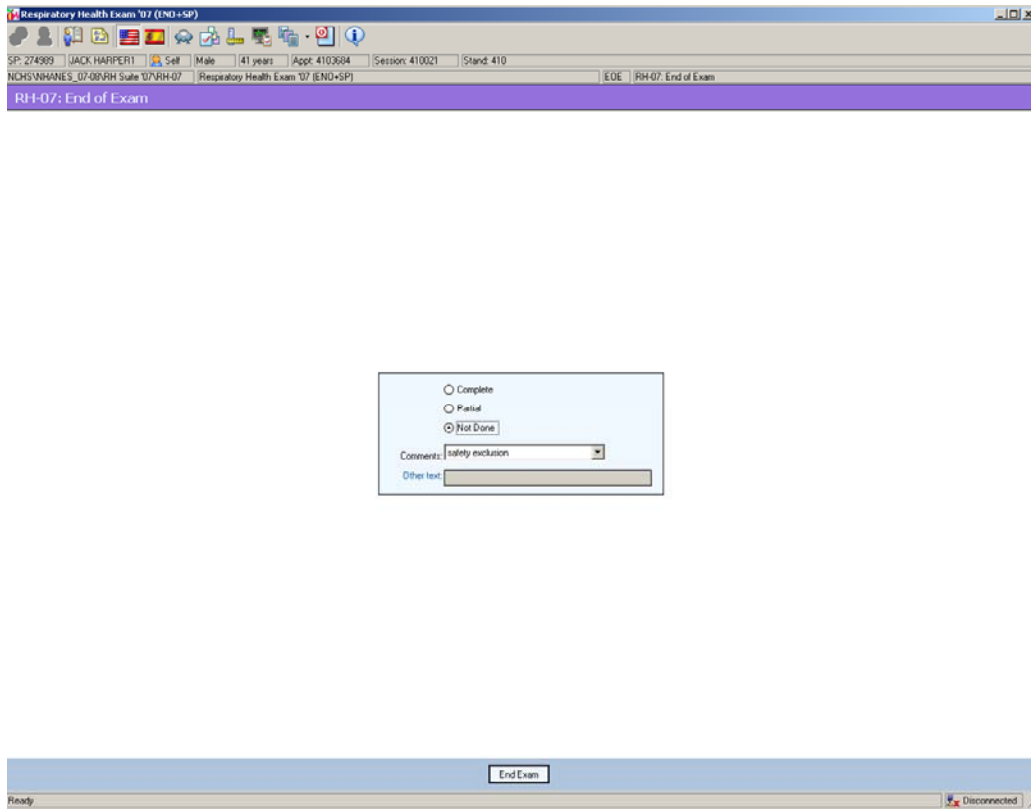 Respiratory Health Exam '07 (ENO+SP)
SP: 274989 JACK HARPER1 Self Male 41 years Appt: 4103684 Session: 410021 Stand: 410
NCHS\NHANES_07-08\RH Suite '07\RH-07 Respiratory Health Exam '07 (ENO+SP) EOE RH-07: End of Exam
RH-07: End of Exam
Complete
Partial
Not Done
Comments: safety exclusion
Other text:
End Exam
Ready Disconnected